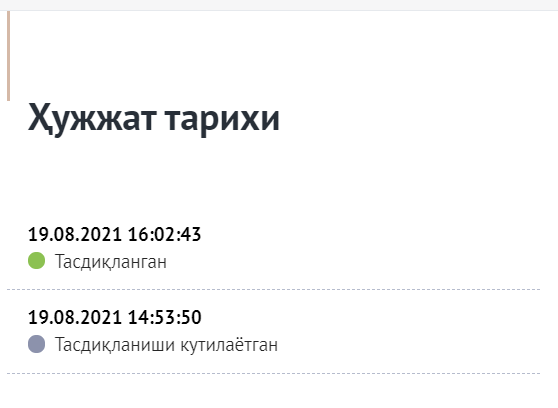 Ҳужжат тарихи
19.08.2021 16:02:43
Тасдиқланган
19.08.2021 14:53:50
Тасдиқланиши кутилаётган